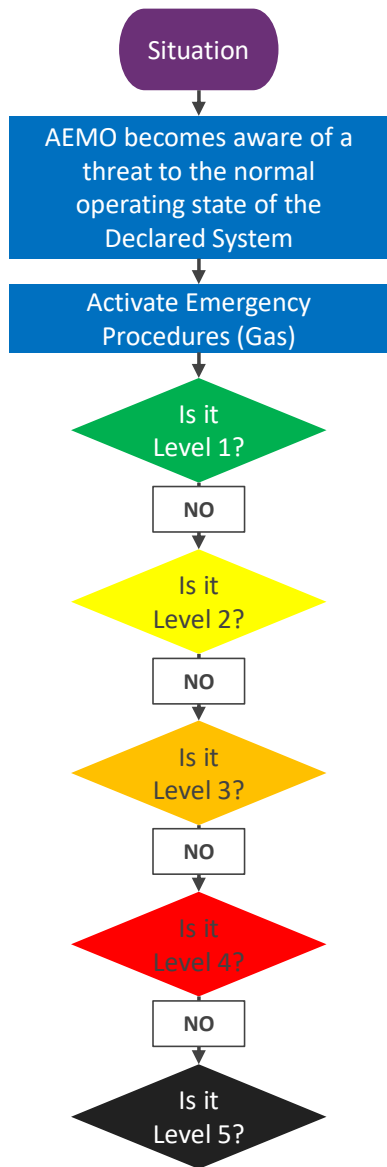 Situation
AEMO becomes aware of a
threat to the normal
operating state of the
Declared System
Activate Emergency
Procedures (Gas)
Is it
Level 1?
NO
Is it
Level 2?
NO
Is it
Level 3?
NO
Is it
Level 4?
NO
Is it
Level 5?